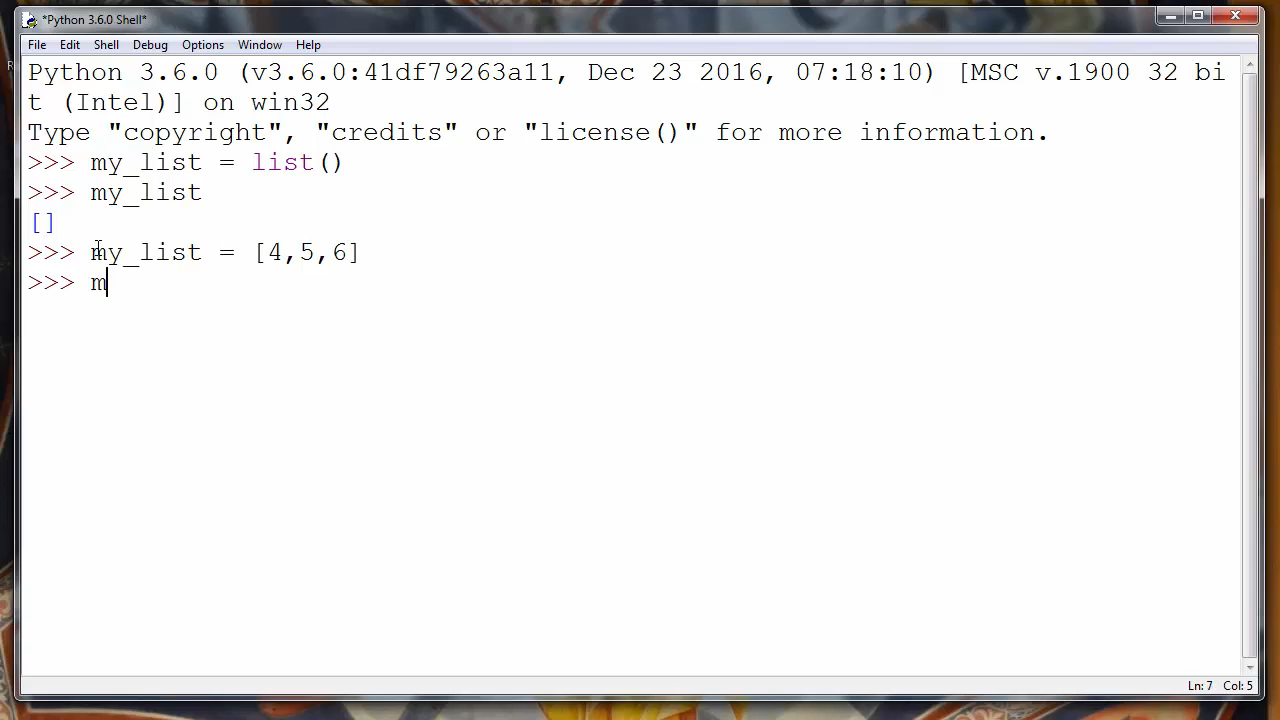 *Python 3.6.0 Shell*
File Edit Shell Debug Options Window Help
Python 3.6.0 (v3.6.0:41df79263a11, Dec 23 2016, 07:18:10) [MSC v.1900 32 bi
t (Intel)] on win32
Type "copyright", "credits" or "license()" for more information.
>>> my_list = list()
>>> my_list
[]
>>> my_list = [4,5,6]
>>> m
Ln: 7 Col: 5